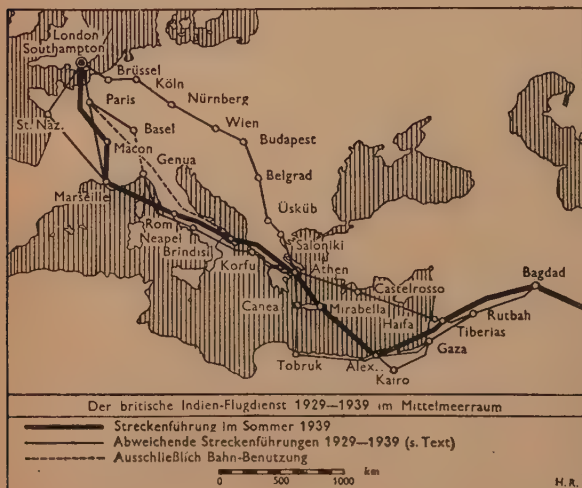 London
Southampton
Brüssel
Köln
Paris
Nürnberg
St. Naz.
Basel
Wien
Macon
Budapest
Genua
Belgrad
Marseille
Üsküb
Rom
Neapel
Saloniki
Brindisi
Korfu
Athen
Bagdad
Castelrosso
Canea
Mirabella
Haifa
Rutbah
Tiberias
Gaza
Tobruk
Alex.
Kairo
Der britische Indien-Flugdienst 1929–1939 im Mittelmeerraum
Streckenführung im Sommer 1939
Abweichende Streckenführungen 1929–1939 (s. Text)
Ausschließlich Bahn-Benutzung
0 500 1000 km
H. R.